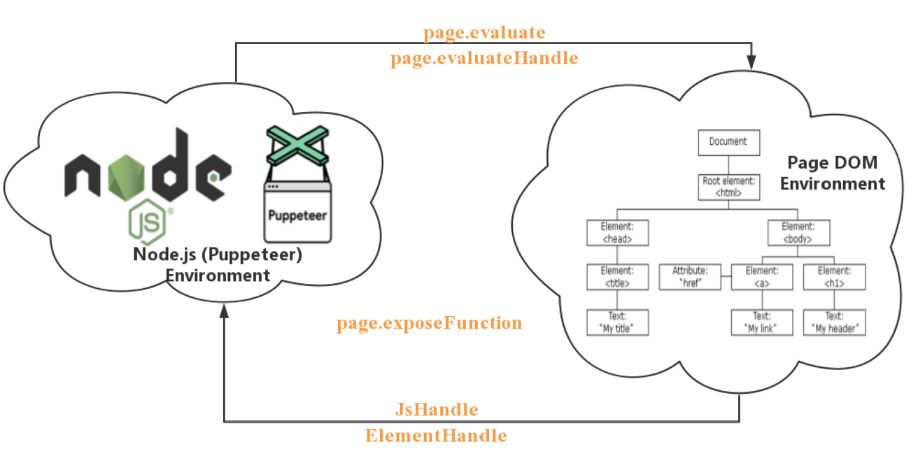 page.evaluate
page.evaluateHandle
node
JS
®
Puppeteer
Node.js (Puppeteer)
Environment
Page DOM
Environment
Document
Root element:
<html>
Element:
<head>
Element:
<body>
Element:
<title>
Attribute:
"href"
Element:
<a>
Element:
<h1>
Text:
"My title"
Text:
"My link"
Text:
"My header"
page.exposeFunction
JsHandle
ElementHandle